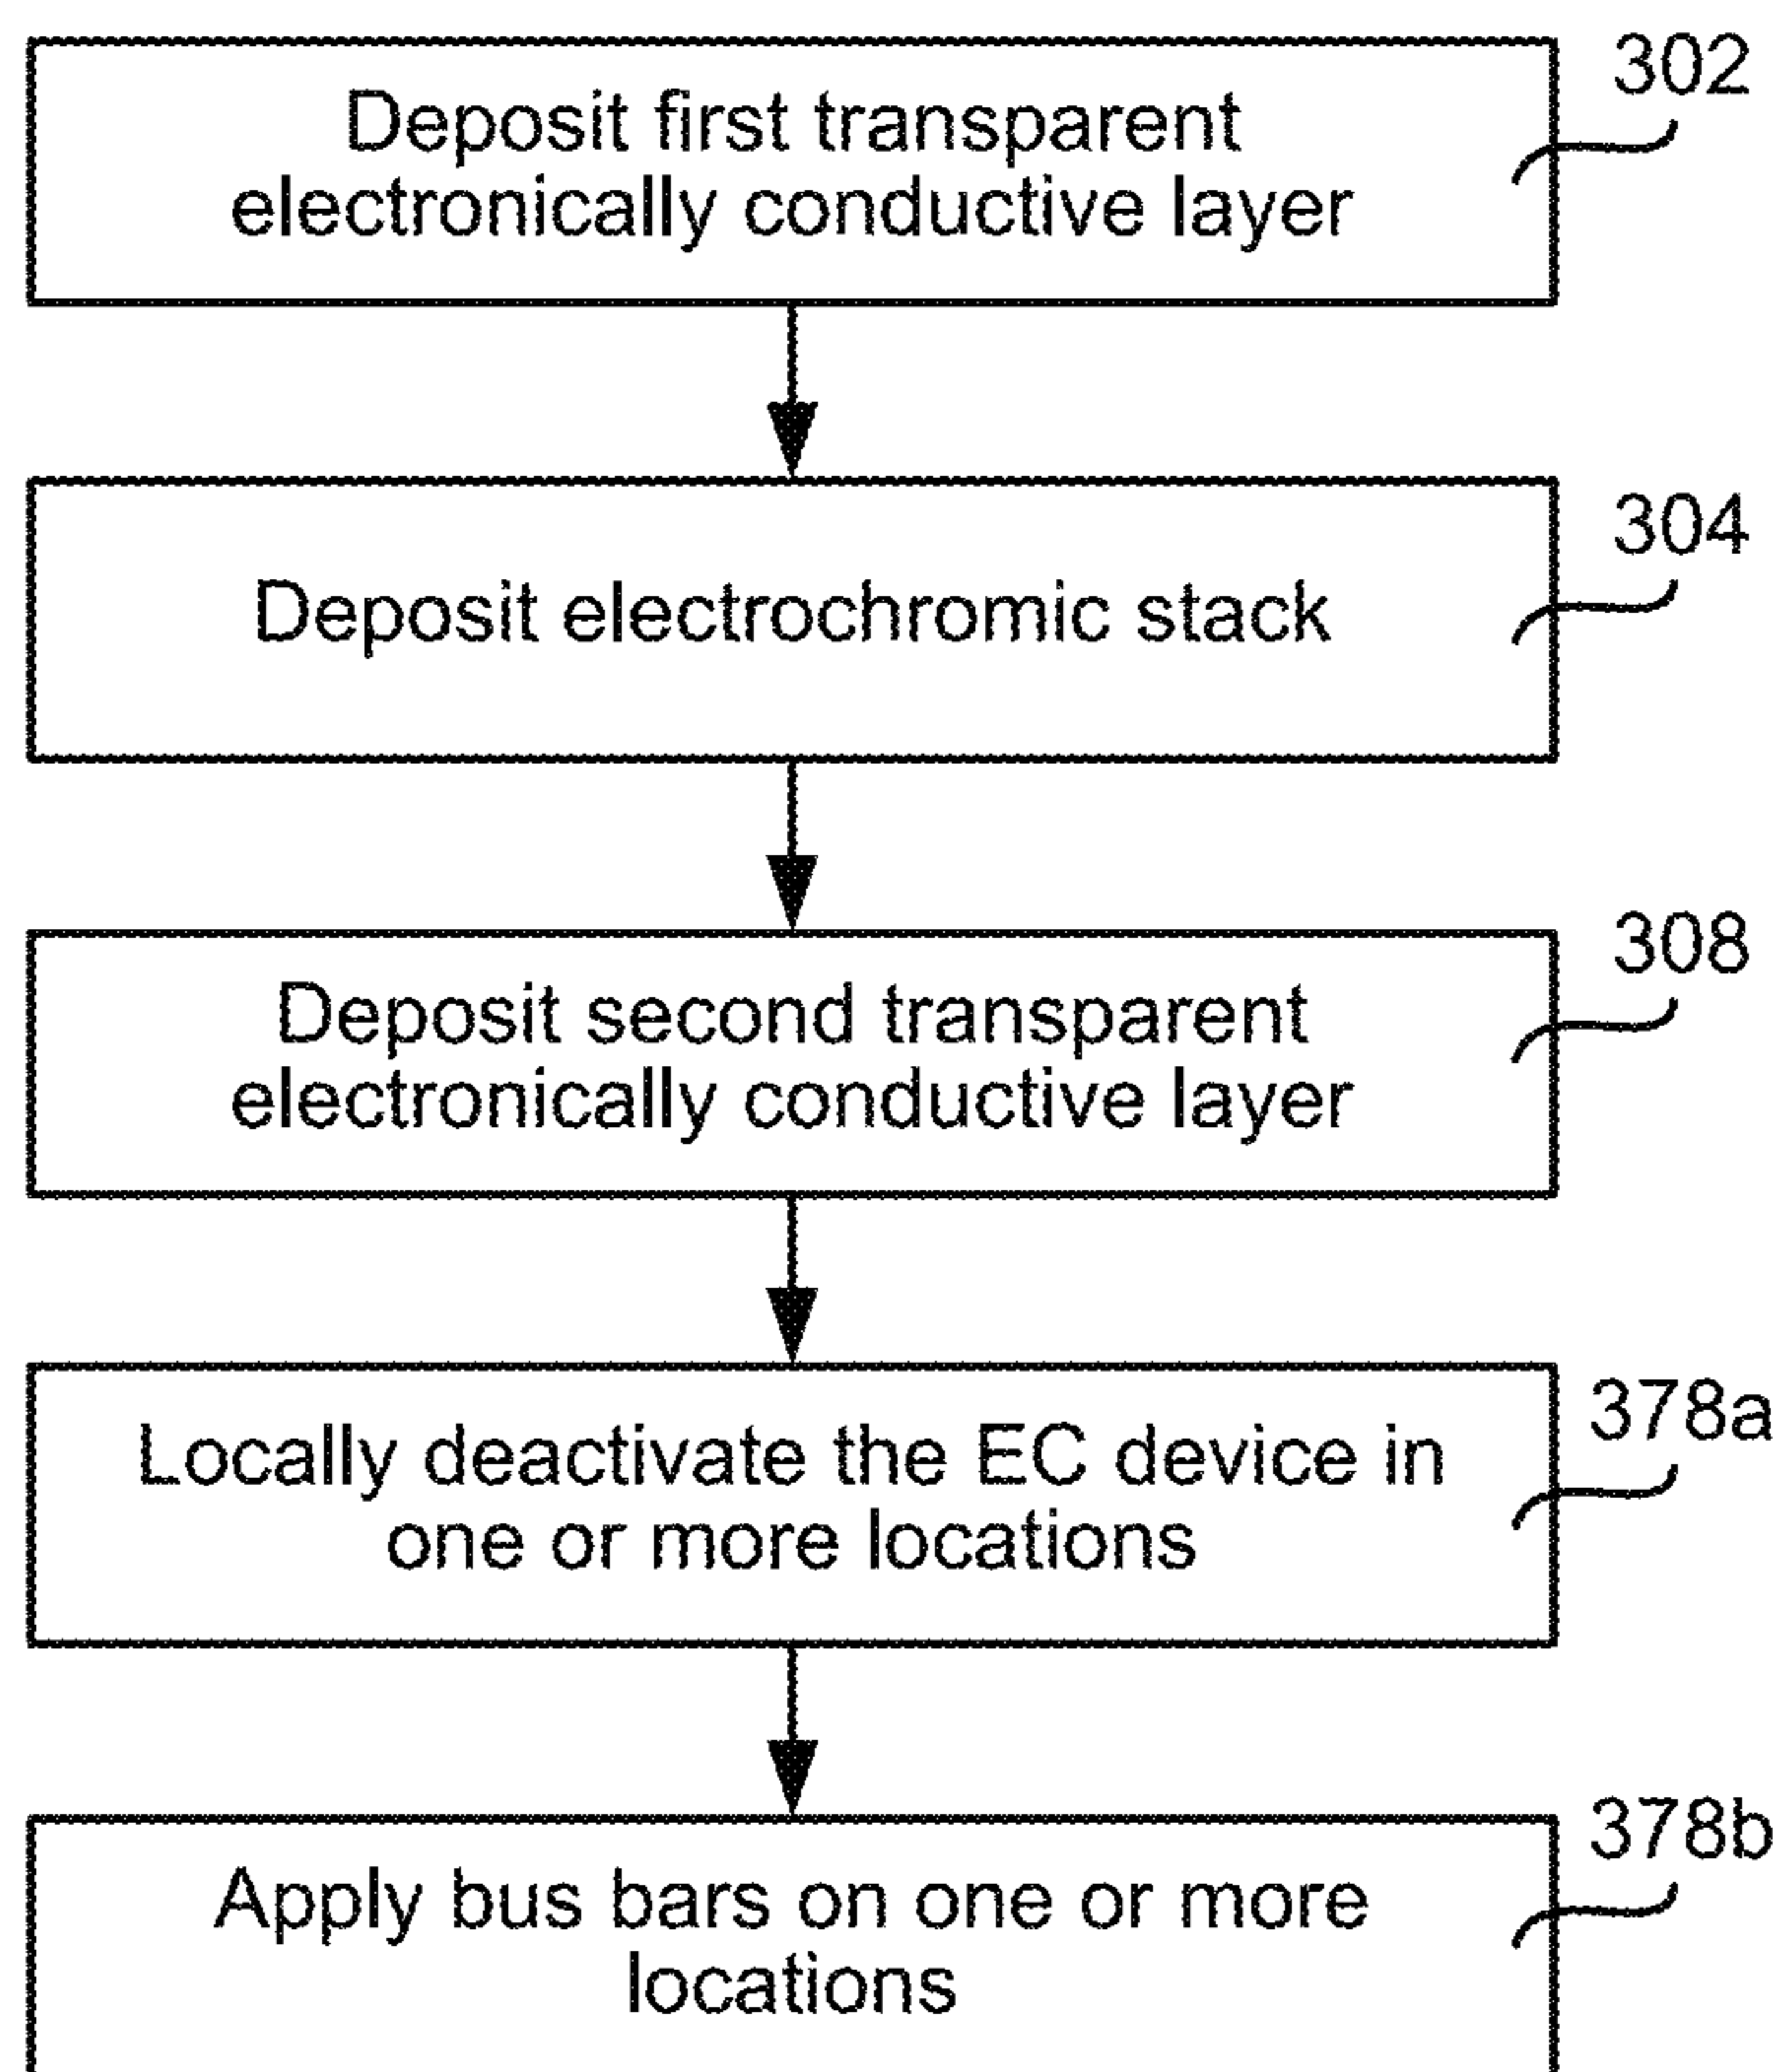 302
Deposit first transparent
electronically conductive layer
304
Deposit electrochromic stack
308
Deposit second transparent
electronically conductive layer
378a
Locally deactivate the EC device in
one or more locations
378b
Apply bus bars on one or more
locations